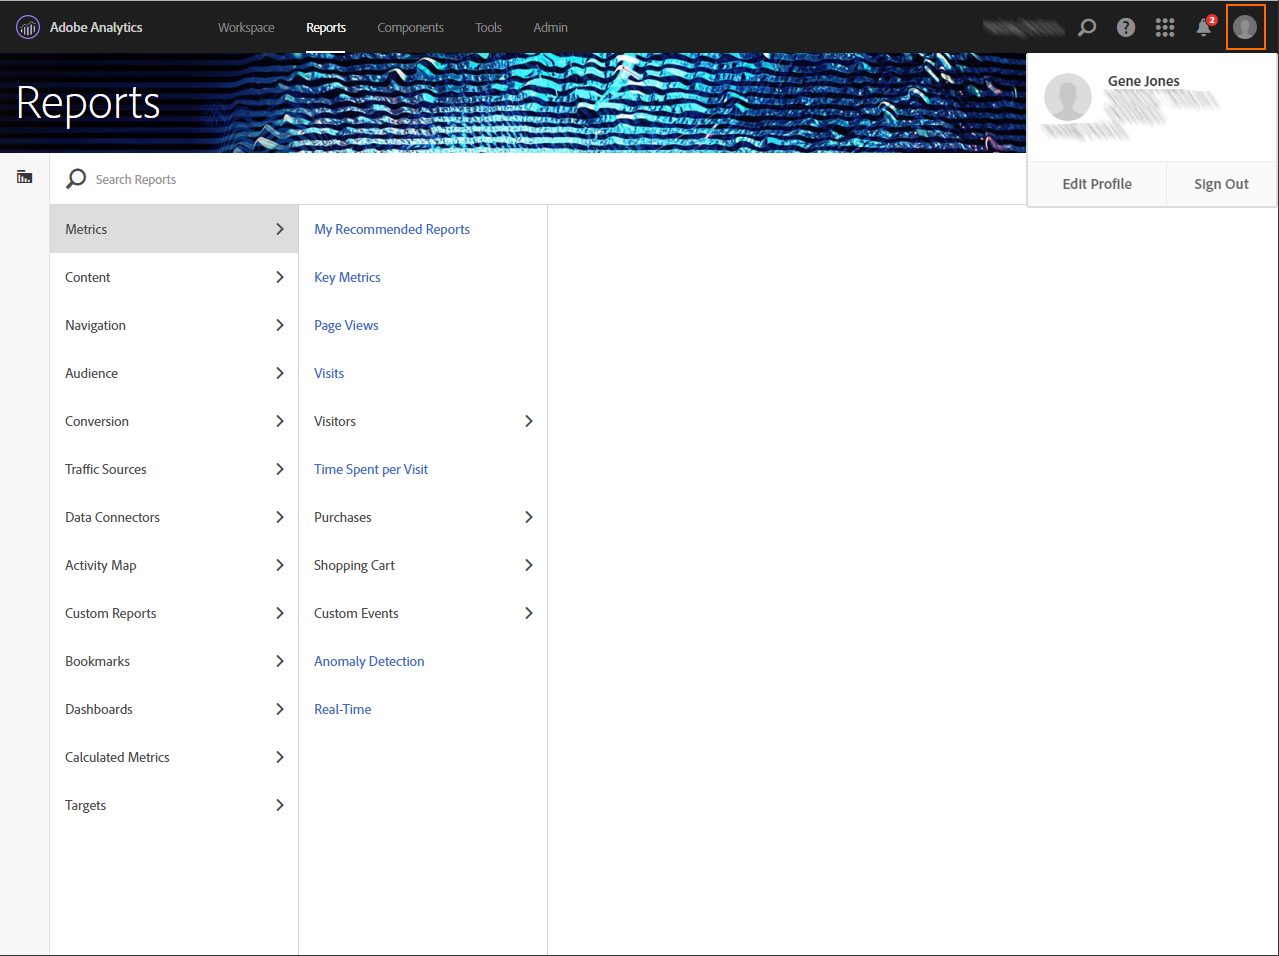 Adobe Analytics
Workspace
Reports
Components
Tools
Admin
?
2
Gene Jones
Edit Profile
Sign Out
Reports
Search Reports
Metrics
Content
Navigation
Audience
Conversion
Traffic Sources
Data Connectors
Activity Map
Custom Reports
Bookmarks
Dashboards
Calculated Metrics
Targets
My Recommended Reports
Key Metrics
Page Views
Visits
Visitors
Time Spent per Visit
Purchases
Shopping Cart
Custom Events
Anomaly Detection
Real-Time